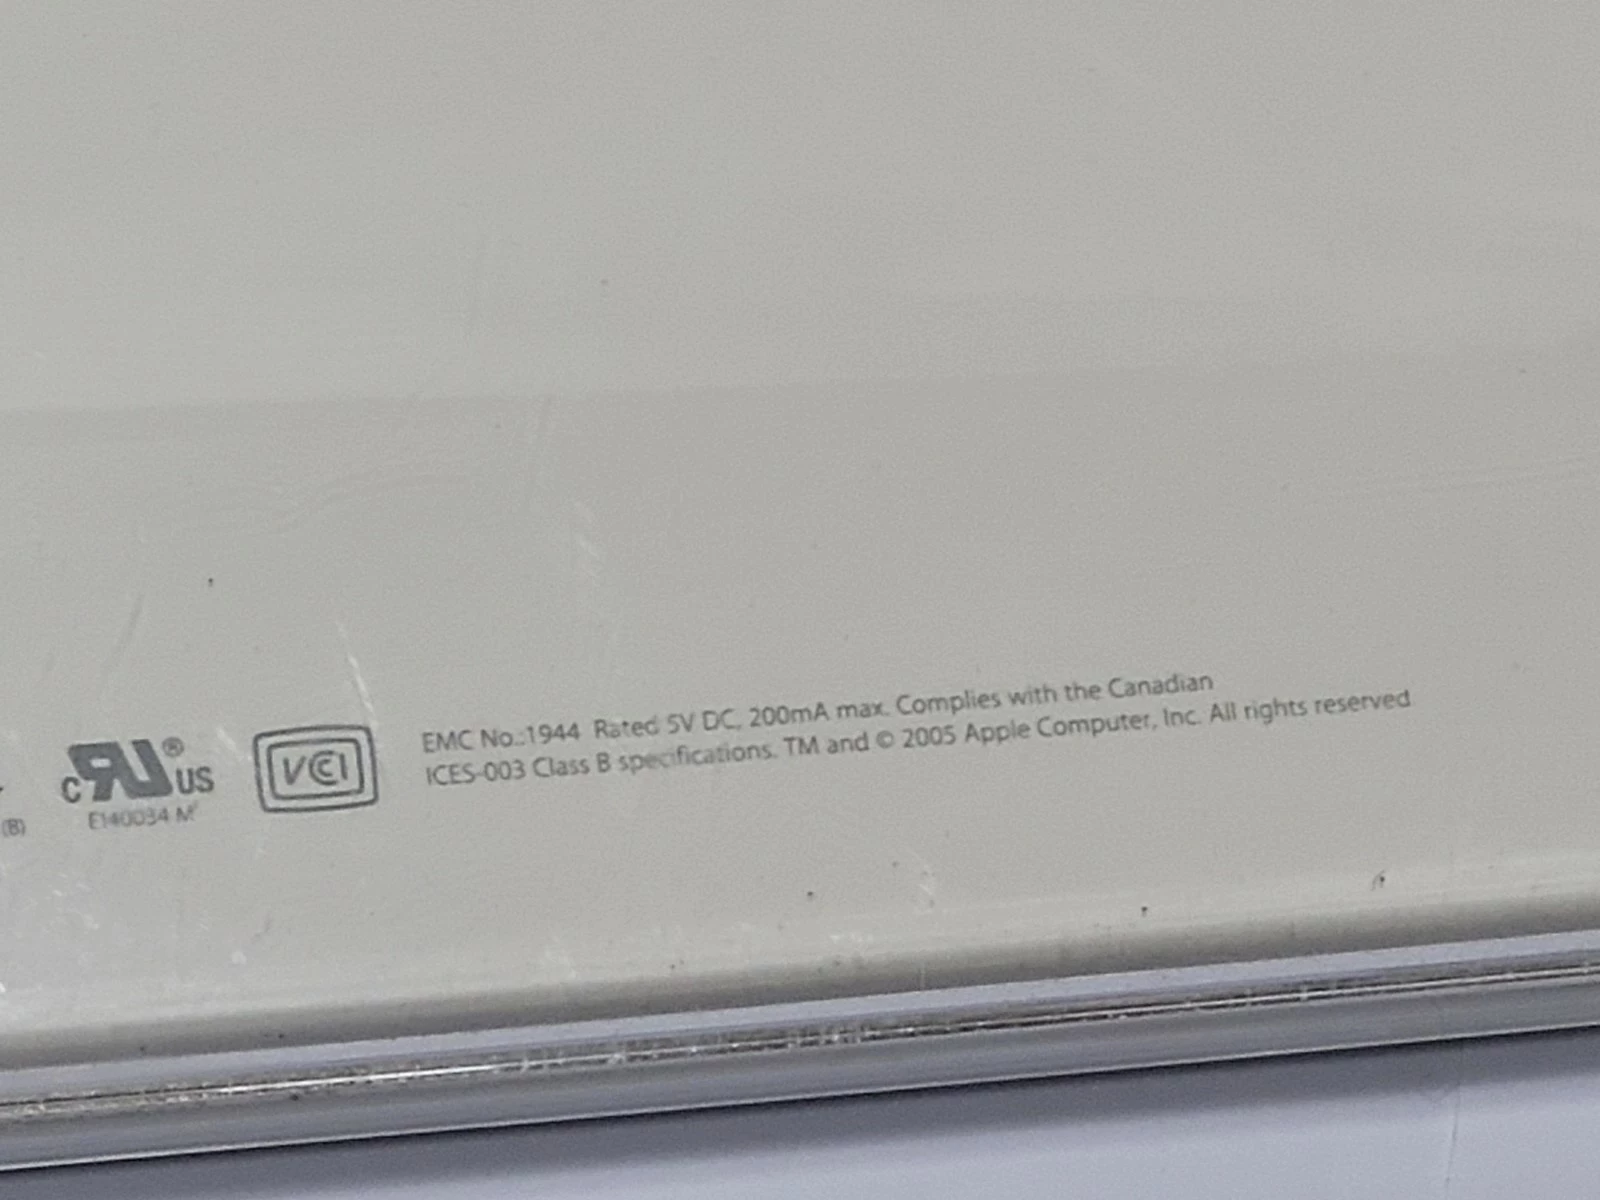 (B)
c RU ® US
E140034 M
VCI
EMC No.:1944 Rated 5V DC, 200mA max. Complies with the Canadian
ICES-003 Class B specifications. TM and © 2005 Apple Computer, Inc. All rights reserved